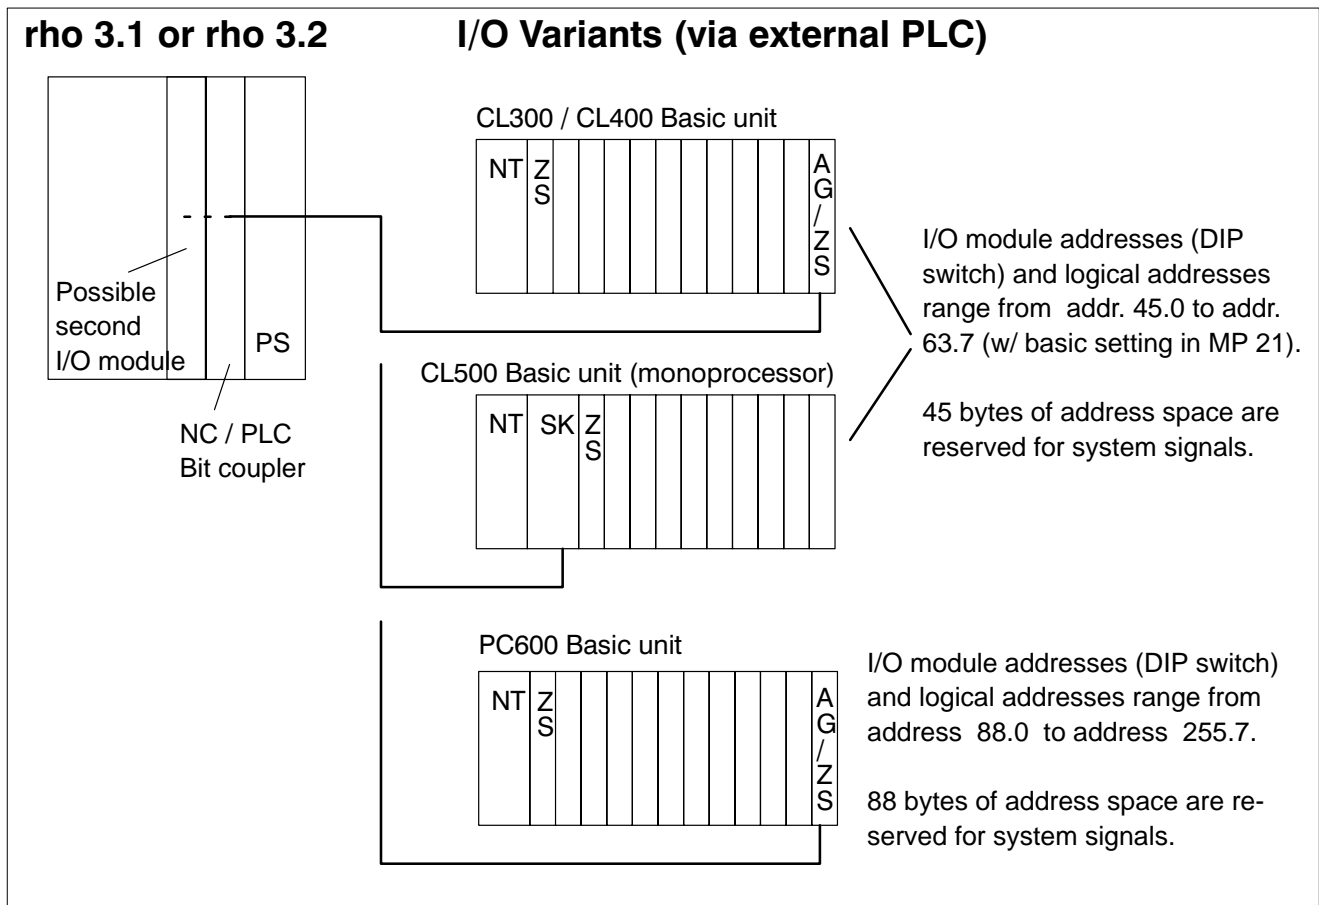 rho 3.1 or rho 3.2
I/O Variants (via external PLC)
Possible
second
I/O module
PS
NC / PLC
Bit coupler
CL300 / CL400 Basic unit
NT
Z
S
A
G
/
Z
S
CL500 Basic unit (monoprocessor)
NT
SK
Z
S
I/O module addresses (DIP
switch) and logical addresses
range from addr. 45.0 to addr.
63.7 (w/ basic setting in MP 21).
45 bytes of address space are
reserved for system signals.
PC600 Basic unit
NT
Z
S
A
G
/
Z
S
I/O module addresses (DIP switch)
and logical addresses range from
address 88.0 to address 255.7.
88 bytes of address space are re-
served for system signals.